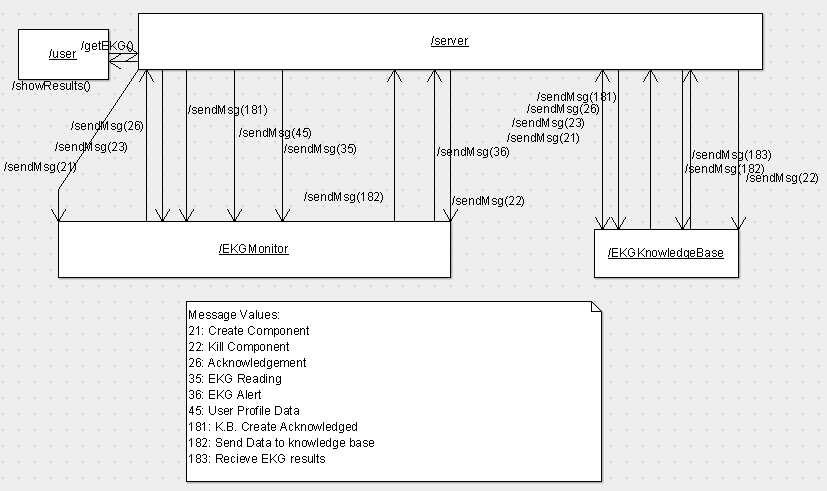 /server
/getEKG()
/user
/showResults()
/sendMsg(181)
/sendMsg(26)
/sendMsg(23)
/sendMsg(21)
/sendMsg(181)
/sendMsg(45)
/sendMsg(35)
/sendMsg(26)
/sendMsg(23)
/sendMsg(21)
/sendMsg(182)
/sendMsg(36)
/sendMsg(22)
/sendMsg(183)
/sendMsg(182)
/sendMsg(22)
/EKGMonitor
/EKGKnowledgeBase
Message Values:
21: Create Component
22: Kill Component
26: Acknowledgement
35: EKG Reading
36: EKG Alert
45: User Profile Data
181: K.B. Create Acknowledged
182: Send Data to knowledge base
183: Recieve EKG results